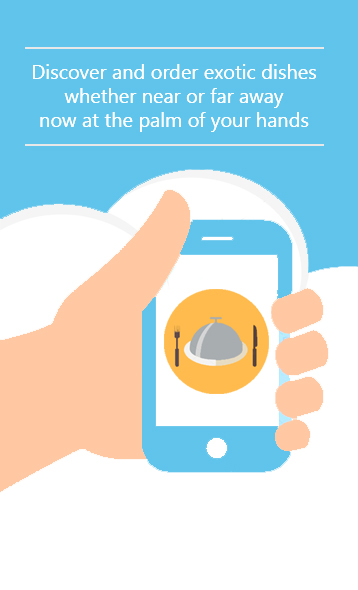 Discover and order exotic dishes
whether near or far away
now at the palm of your hands